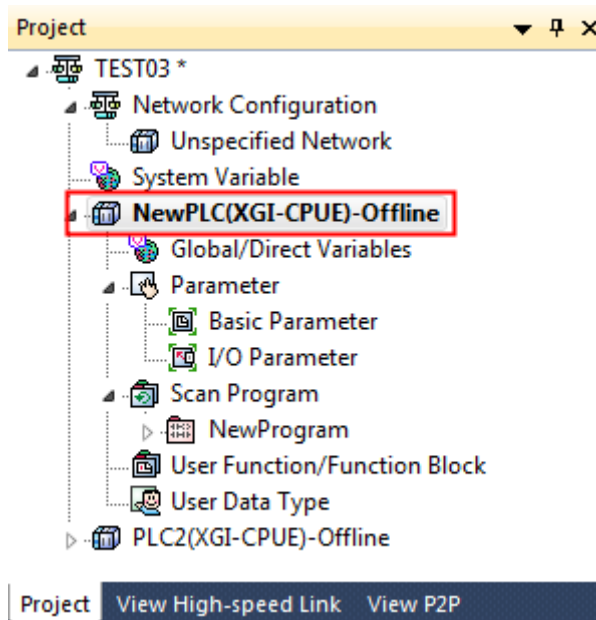 Project
TEST03 *
Network Configuration
Unspecified Network
System Variable
NewPLC(XGI-CPUE)-Offline
Global/Direct Variables
Parameter
Basic Parameter
I/O Parameter
Scan Program
NewProgram
User Function/Function Block
User Data Type
PLC2(XGI-CPUE)-Offline
Project View High-speed Link View P2P